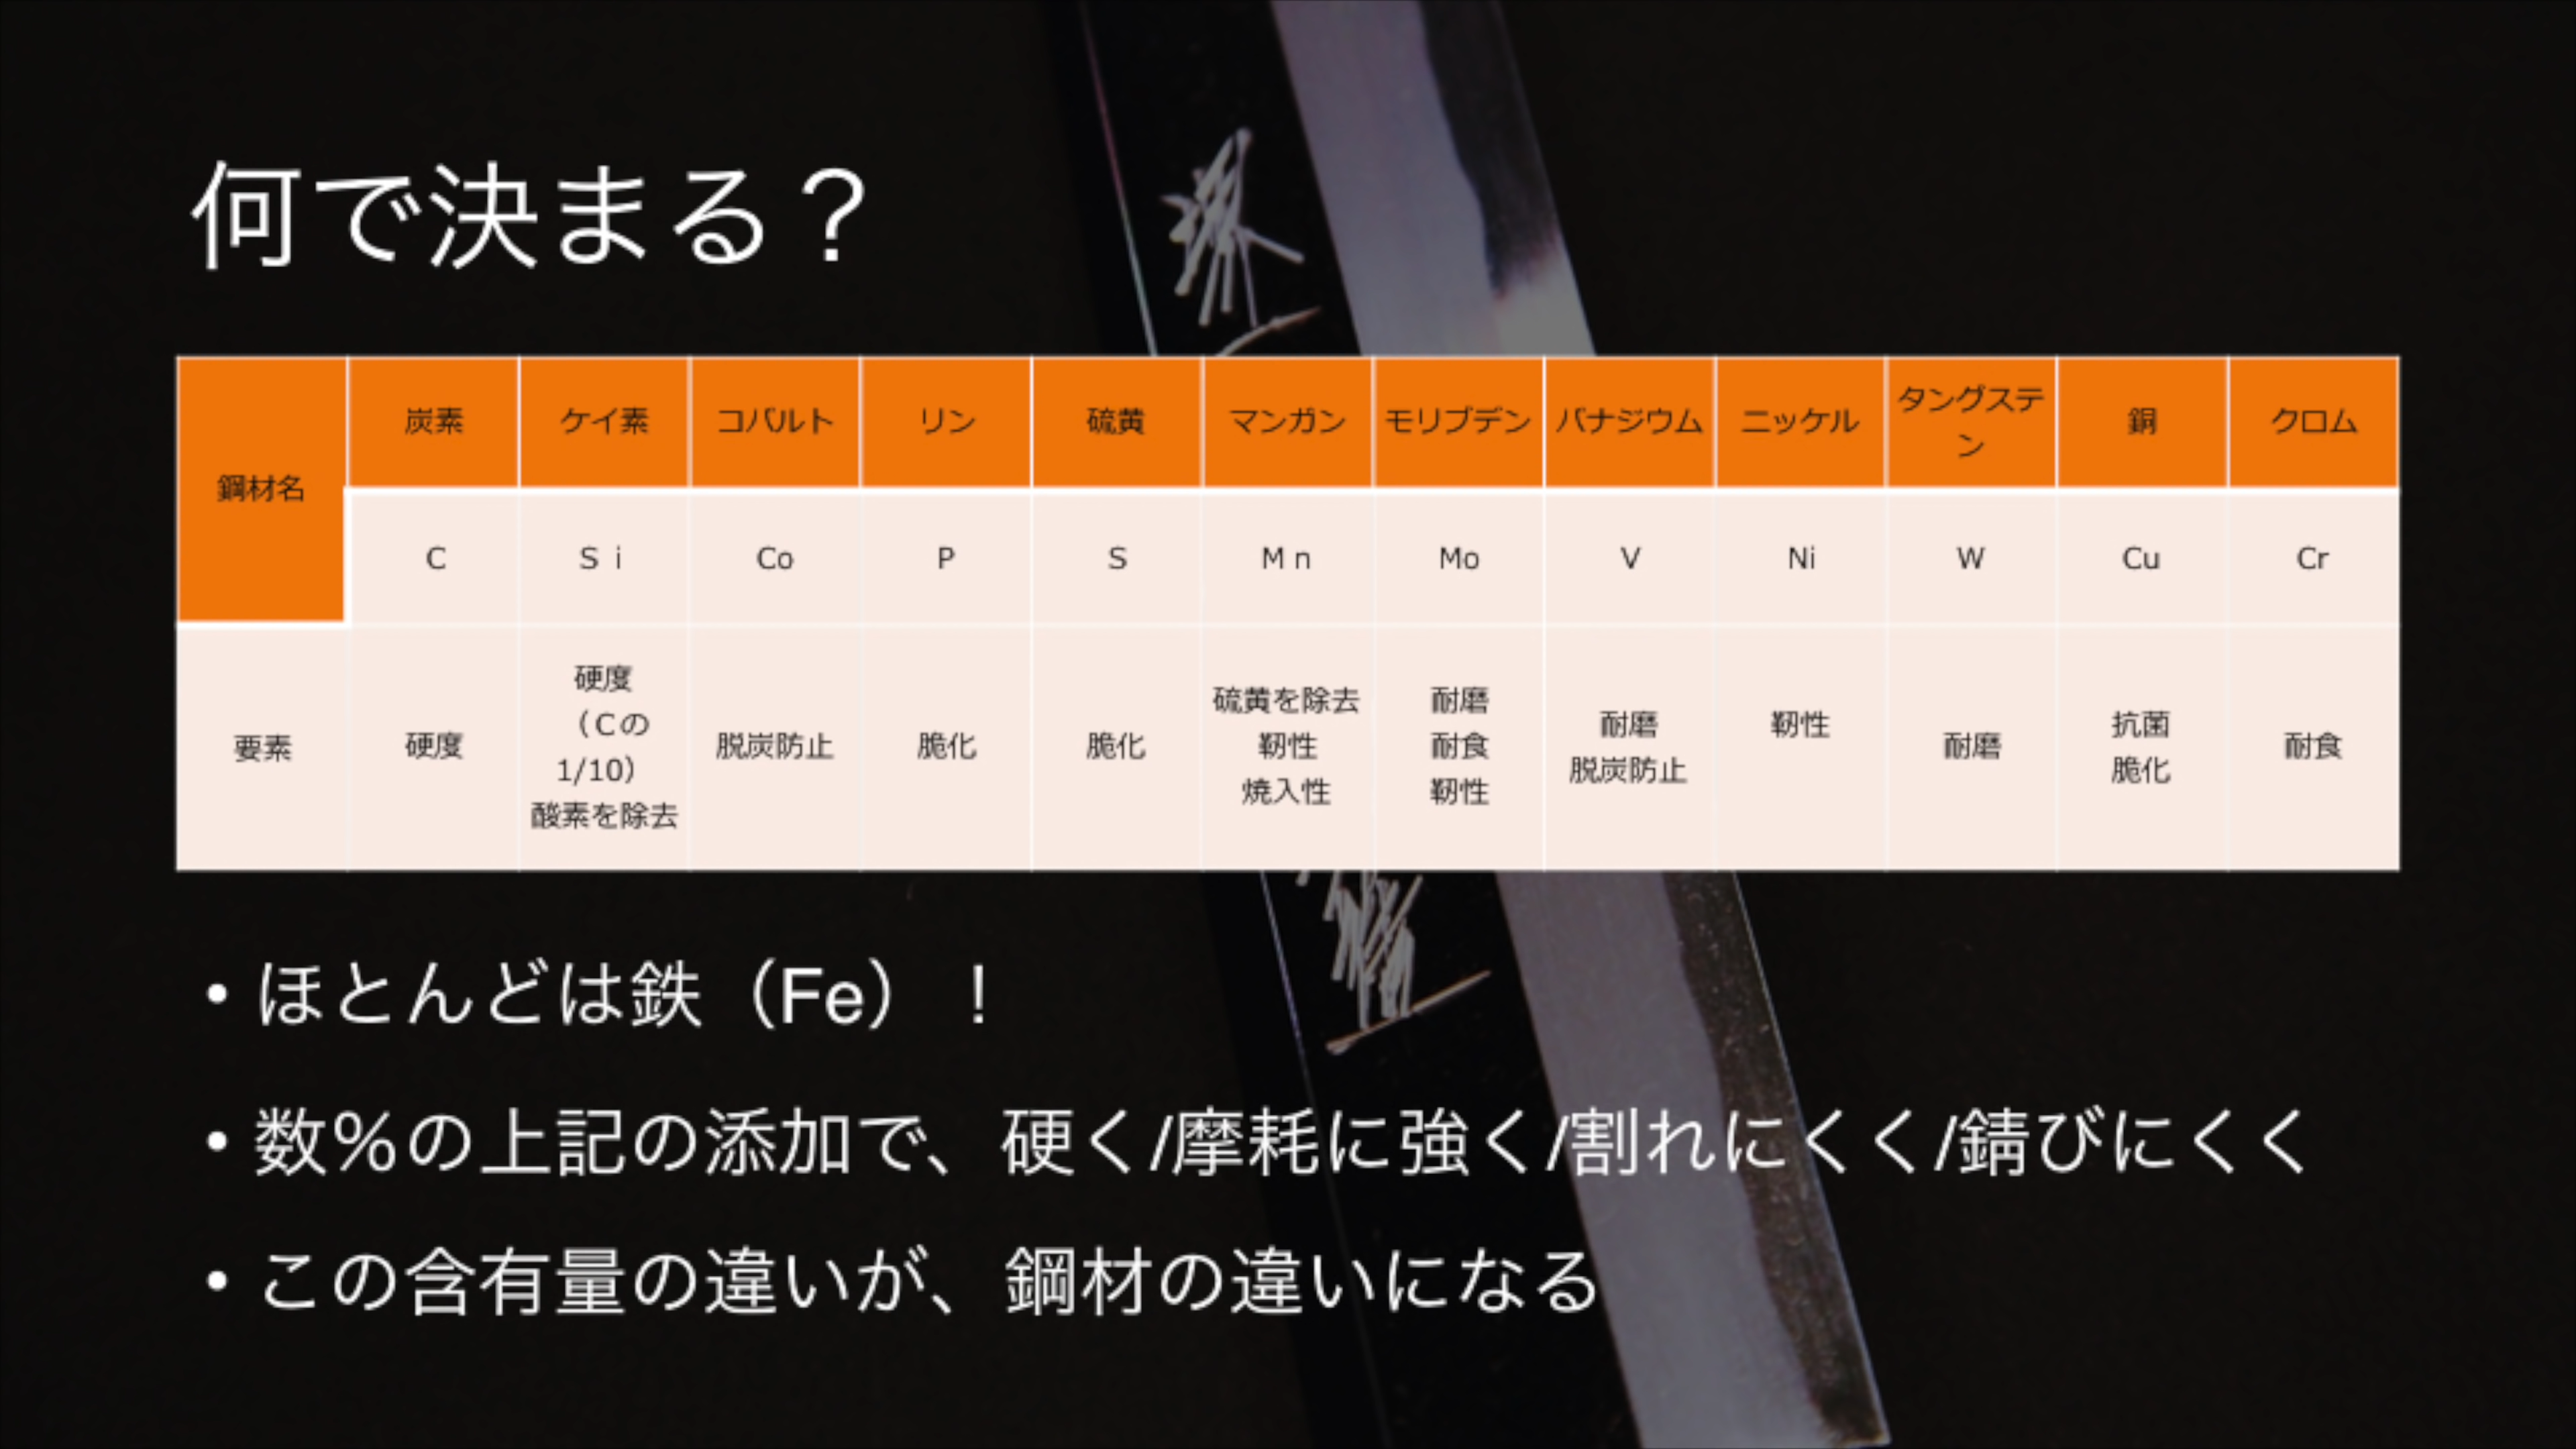 何で決まる？
鋼材名 炭素 ケイ素 コバルト リン 硫黄 マンガン モリブデン バナジウム ニッケル タングステン 銅 クロム
C Ｓｉ Co P S Ｍｎ Mo V Ni W Cu Cr
要素 硬度 硬度（Ｃの1/10）酸素を除去 脱炭防止 脆化 脆化 硫黄を除去 靭性 焼入性 耐磨 耐食 靭性 耐磨 脱炭防止 靭性 耐磨 抗菌 脆化 耐食
・ほとんどは鉄（Fe）！
・数％の上記の添加で、硬く/摩耗に強く/割れにくく/錆びにくく
・この含有量の違いが、鋼材の違いになる